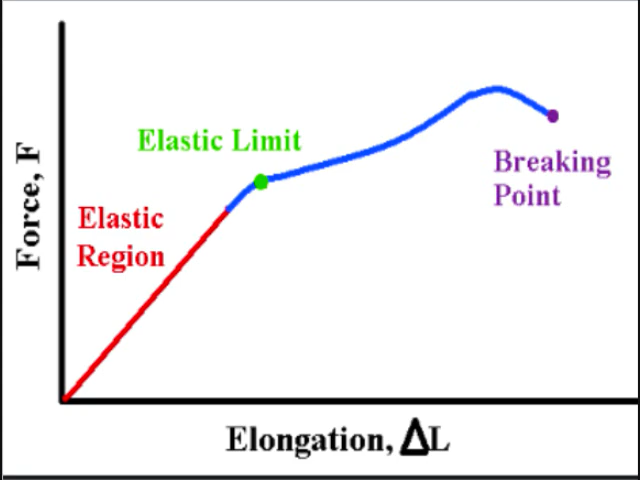 Elastic Limit
Breaking
Point
Elastic
Region
Force, F
Elongation, ΔL